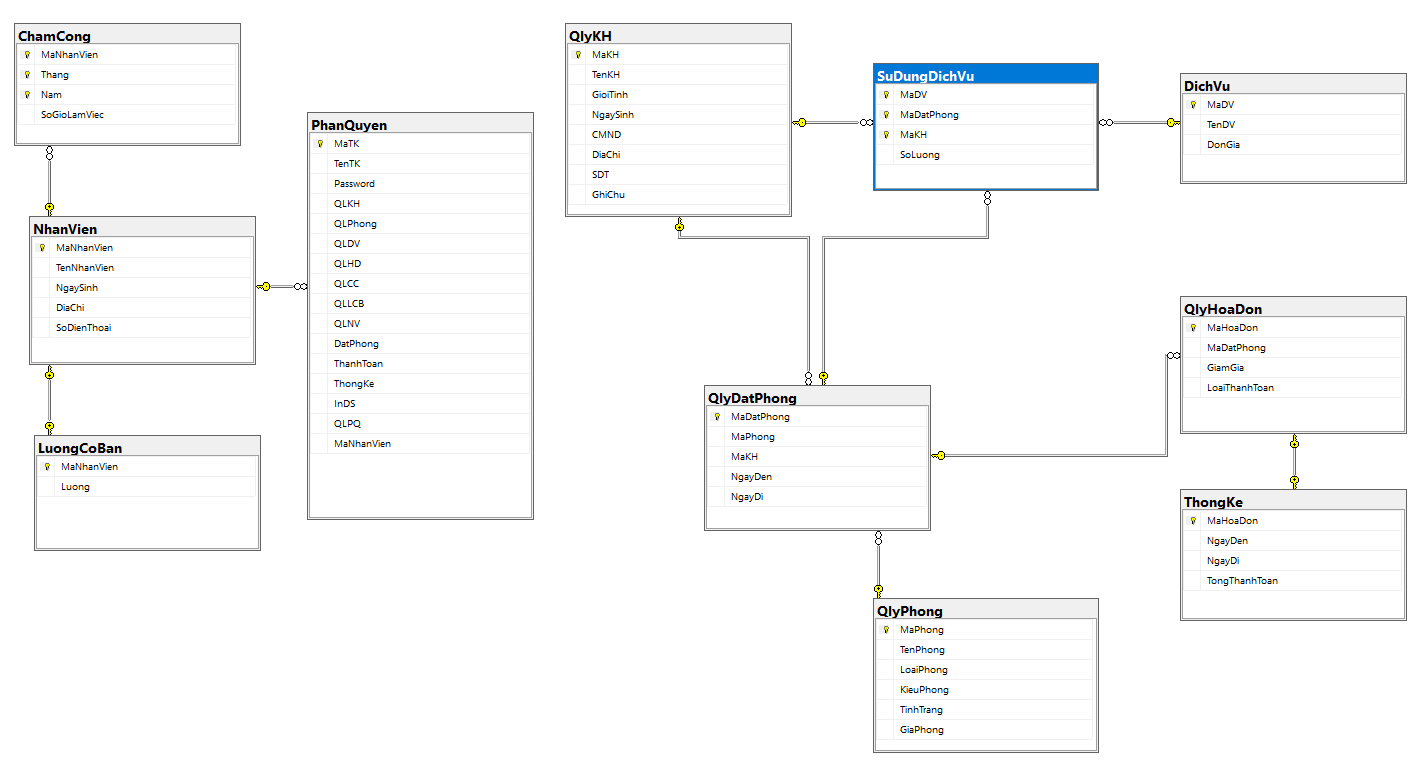 ChamCong
MaNhanVien
Thang
Nam
SoGioLamViec
NhanVien
MaNhanVien
TenNhanVien
NgaySinh
DiaChi
SoDienThoai
LuongCoBan
MaNhanVien
Luong
PhanQuyen
MaTK
TenTK
Password
QLKH
QLPhong
QLDV
QLHD
QLCC
QLLCB
QLNV
DatPhong
ThanhToan
ThongKe
InDS
QLPQ
MaNhanVien
QlyKH
MaKH
TenKH
GioiTinh
NgaySinh
CMND
DiaChi
SDT
GhiChu
SuDungDichVu
MaDV
MaDatPhong
MaKH
SoLuong
DichVu
MaDV
TenDV
DonGia
QlyDatPhong
MaDatPhong
MaPhong
MaKH
NgayDen
NgayDi
QlyHoaDon
MaHoaDon
MaDatPhong
GiamGia
LoaiThanhToan
ThongKe
MaHoaDon
NgayDen
NgayDi
TongThanhToan
QlyPhong
MaPhong
TenPhong
LoaiPhong
KieuPhong
TinhTrang
GiaPhong